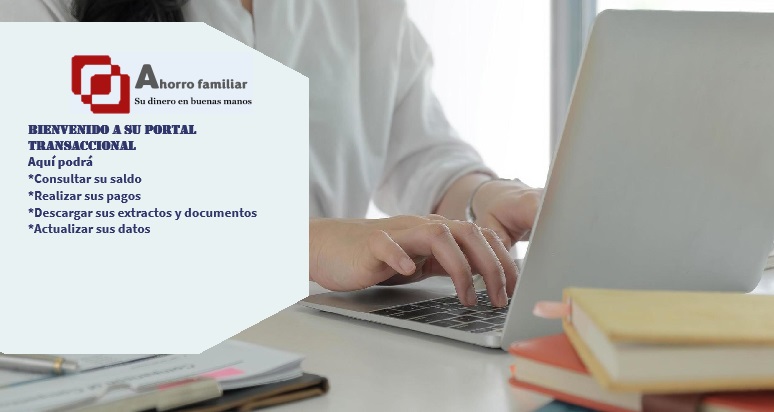 Ahorro familiar
Su dinero en buenas manos
BIENVENIDO A SU PORTAL
TRANSACCIONAL
Aquí podrá
*Consultar su saldo
*Realizar sus pagos
*Descargar sus extractos y documentos
*Actualizar sus datos